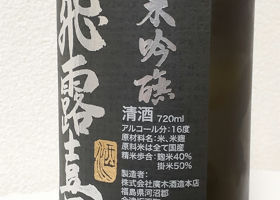 飛露喜
米吟醸
清酒 720ml
アルコール分:16度
原材料名:米、米麹
原料米は全て国産
精米歩合:麹米40%
掛米50%
製造者:
株式会社廣木酒造本店
福島県河沼郡